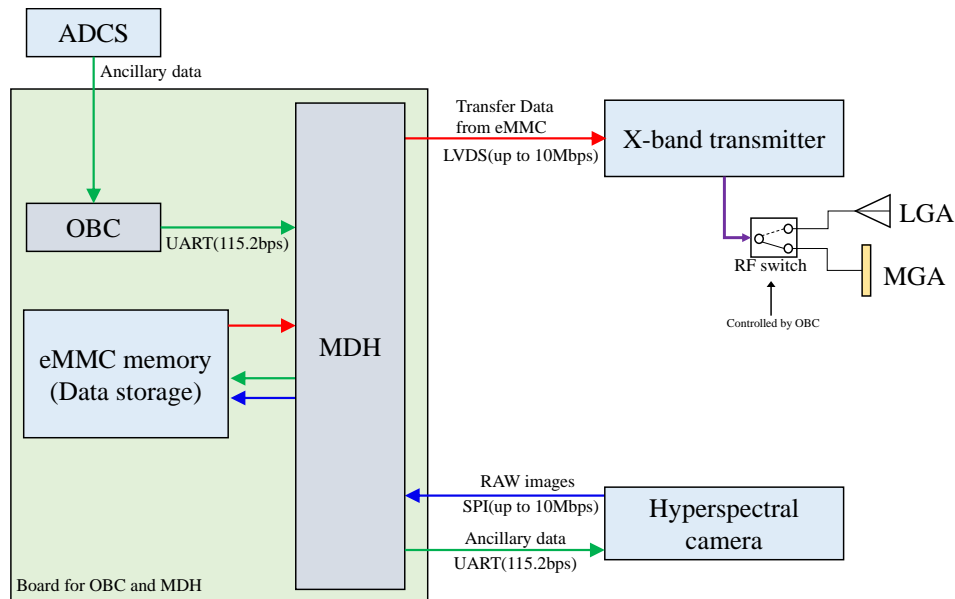 ADCS
Ancillary data
OBC
UART(115.2bps)
eMMC memory
(Data storage)
MDH
Board for OBC and MDH
Transfer Data
from eMMC
LVDS(up to 10Mbps)
X-band transmitter
LGA
RF switch
MGA
Controlled by OBC
RAW images
SPI(up to 10Mbps)
Ancillary data
UART(115.2bps)
Hyperspectral
camera